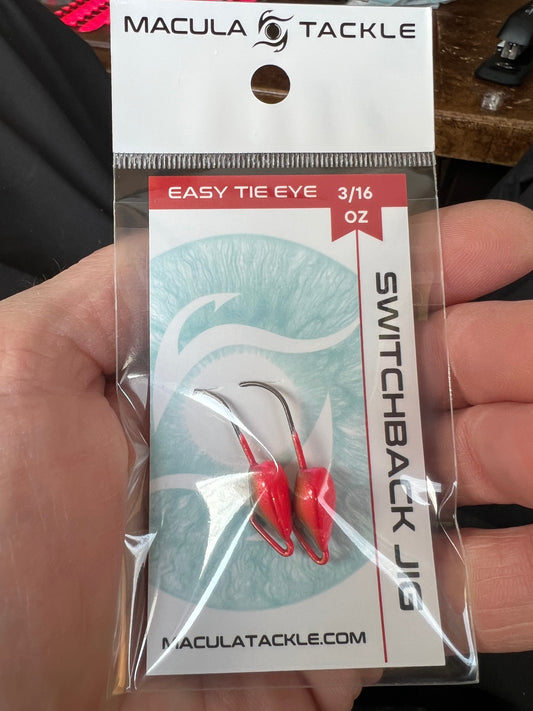 MACULA TACKLE
EASY TIE EYE
3/16
OZ
SWITCHBACK JIG
MACULATACKLE.COM